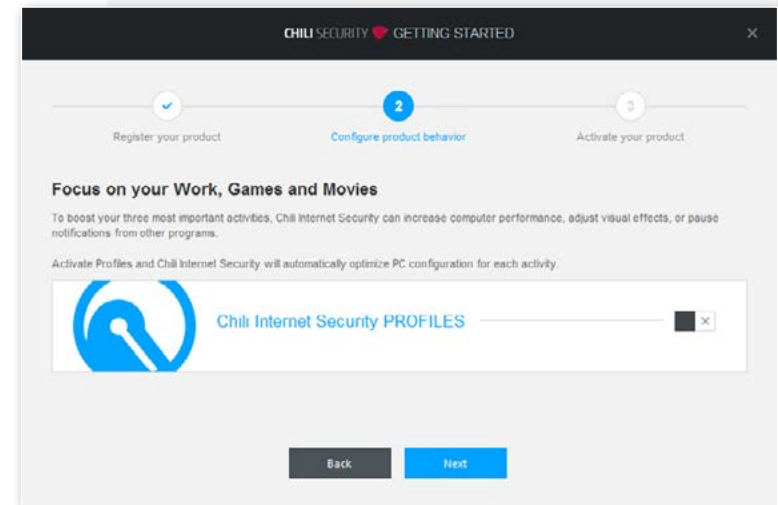 CHILI SECURITY GETTING STARTED
2
3
Register your product
Configure product behavior
Activate your product
Focus on your Work, Games and Movies
To boost your three most important activities, Chili Internet Security can increase computer performance, adjust visual effects, or pause
notifications from other programs.
Activate Profiles and Chili Internet Security will automatically optimize PC configuration for each activity.
Chili Internet Security PROFILES
Back
Next